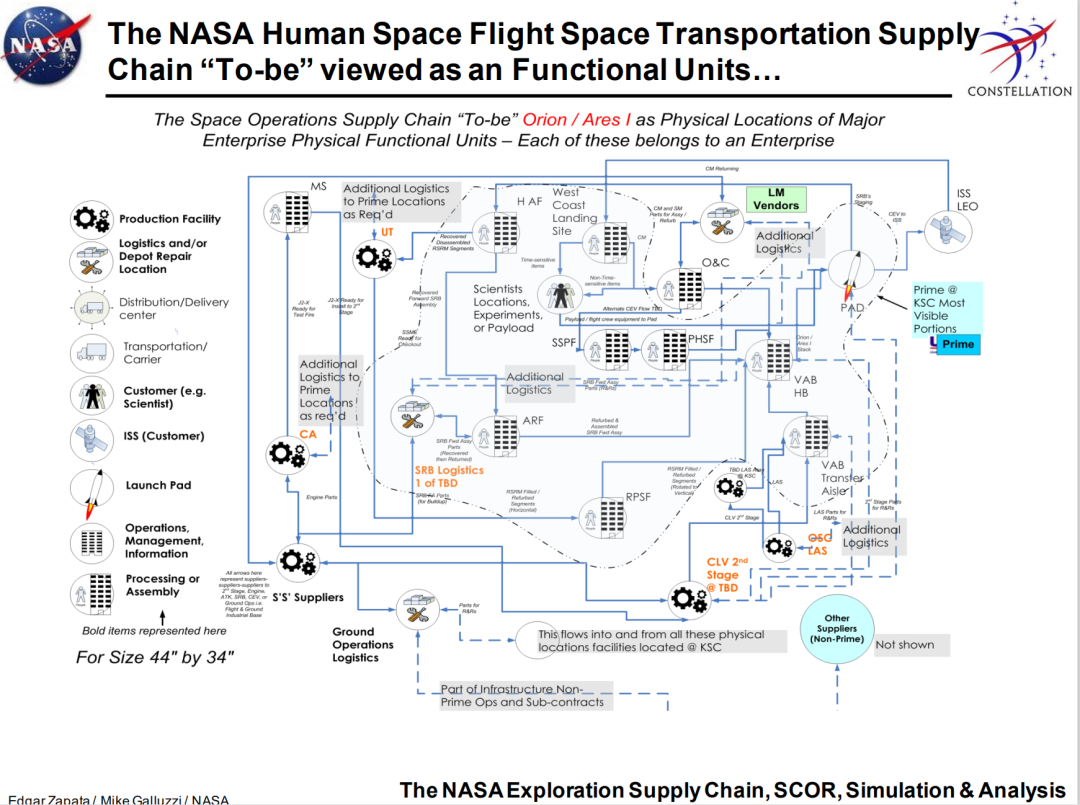 NASA
The NASA Human Space Flight Space Transportation Supply
Chain “To-be” viewed as an Functional Units…
CONSTELLATION
The Space Operations Supply Chain “To-be” Orion / Ares I as Physical Locations of Major
Enterprise Physical Functional Units – Each of these belongs to an Enterprise
Production Facility
Logistics and/or
Depot Repair
Location
Distribution/Delivery
center
Transportation/
Carrier
Customer (e.g.
Scientist)
ISS (Customer)
Launch Pad
Operations,
Management,
Information
Processing or
Assembly
Bold items represented here
For Size 44" by 34"
MS
Additional Logistics
to Prime Locations
as Req’d
UT
H AF
West
Coast
Landing
Site
CM Returning
CM and SM
Parts for Assy /
Refurb
CM
LM
Vendors
SRB's
Staging
CEV to
ISS
ISS
LEO
Additional
Logistics
O&C
Recovered
Disassembled
RSRM Segments
Time-sensitive
items
Non-Time-
sensitive items
Scientists
Locations,
Experiments,
or Payload
Alternate CEV Flow TBD
Payload / flight crew equipment to Pad
PAD
Prime @
KSC Most
Visible
Portions
Prime
J2-X
Ready for
Test Fire
J2-X Ready for
Install to 2nd
Stage
Recovered
Forward SRB
Assembly
SSME
Ready for
Checkout
SSPF
PHSF
Orion /
Ares I
Stack
VAB
HB
Additional
Logistics to
Prime
Locations
as req’d
CA
Additional
Logistics
SRB Fwd Assy
Parts (R&Rs)
ARF
Refurbed &
Assembled
SRB Fwd Assy
SRB Fwd Assy
Parts
(Recovered
then Returned)
SRB Logistics
1 of TBD
(for Buildup)
Engine Parts
RSRM Filled /
Refurbed
Segments
(Horizontal)
RPSF
RSRM Filled /
Refurbed
Segments
(Rotated to
Vertical)
TBD LAS Assy
@ KSC
LAS
VAB
Transfer
Aisle
CLV 2nd Stage
LAS Parts for
R&Rs
2nd Stage Parts
for R&Rs
OSC
LAS
Additional
Logistics
CLV 2nd
Stage
@ TBD
All arrows here
represent suppliers-
suppliers-suppliers to
2nd Stage, Engine,
ATK, SRB, CEV, or
Ground Ops i.e.
Flight & Ground
Industrial Base
S’S’ Suppliers
Ground
Operations
Logistics
Parts for
R&Rs
This flows into and from all these physical
locations facilities located @ KSC
Other
Suppliers
(Non-Prime)
Not shown
Part of Infrastructure Non-
Prime Ops and Sub-contracts
The NASA Exploration Supply Chain, SCOR, Simulation & Analysis
Edgar Zapata / Mike Galluzzi / NASA